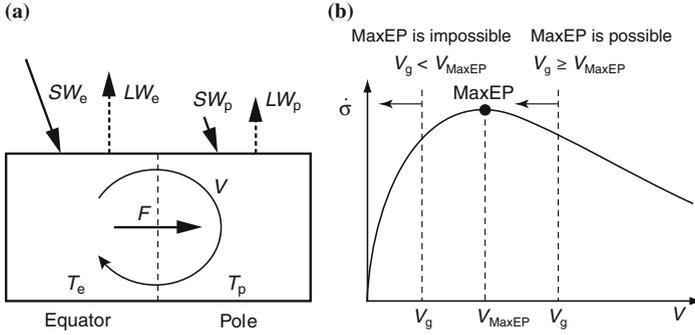 (a)
SWe
LWe
SWp
LWp
V
F
Te
Tp
Equator
Pole
(b)
MaxEP is impossible
Vg < VMaxEP
MaxEP is possible
Vg ≥ VMaxEP
MaxEP
σ̇
Vg
VMaxEP
Vg
V